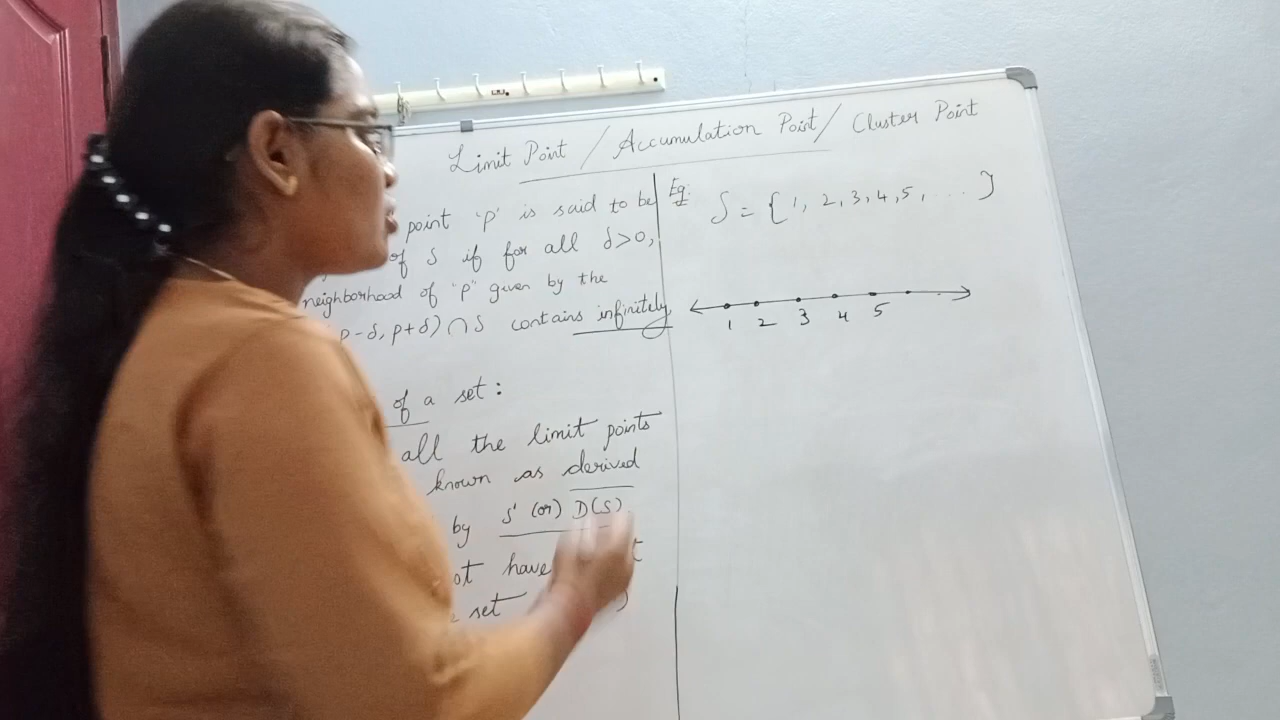 Limit Point / Accumulation Point / Cluster Point
point 'p' is said to be
of S if for all δ>0,
neighborhood of "p" given by the
p-δ, p+δ) ∩ S contains infinitely
of a set:
all the limit points
known as derived
by S' (or) D(S).
have
set
Eg:
S = {1, 2, 3, 4, 5, ... }
1 2 3 4 5